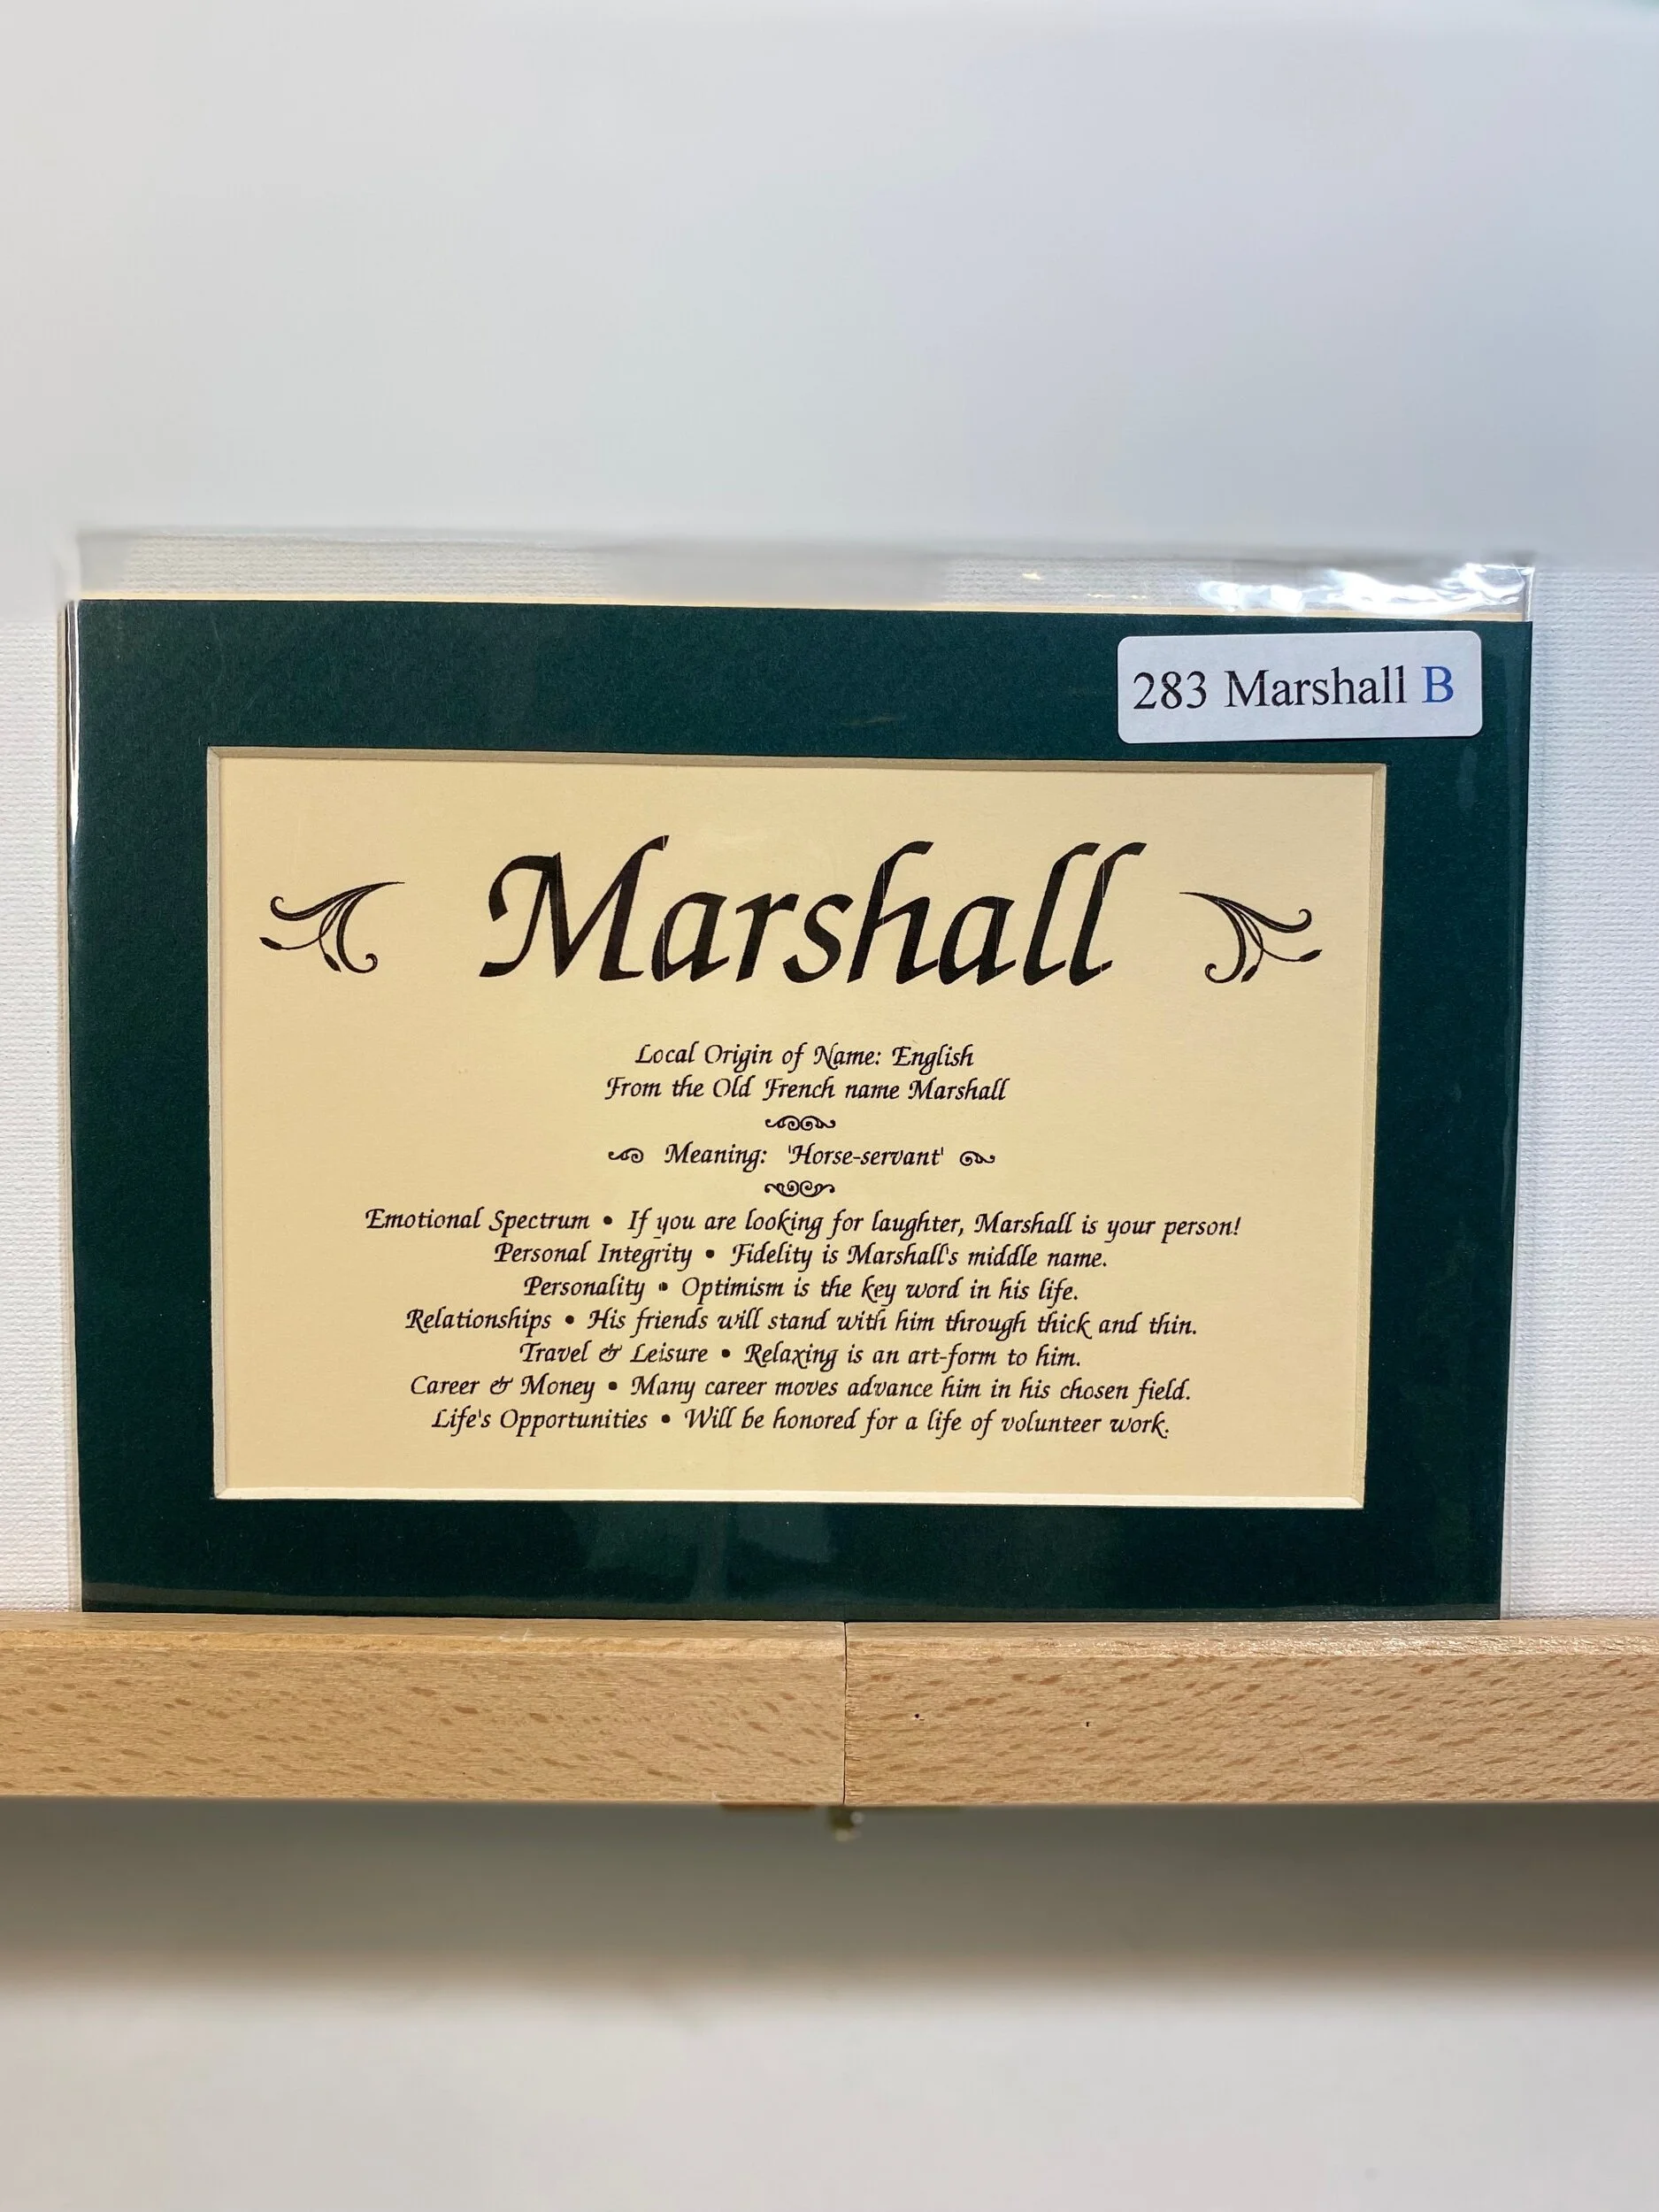 283 Marshall B
Marshall
Local Origin of Name: English
From the Old French name Marshall
Meaning: 'Horse-servant'
Emotional Spectrum • If you are looking for laughter, Marshall is your person!
Personal Integrity • Fidelity is Marshall's middle name.
Personality • Optimism is the key word in his life.
Relationships • His friends will stand with him through thick and thin.
Travel & Leisure • Relaxing is an art-form to him.
Career & Money • Many career moves advance him in his chosen field.
Life's Opportunities • Will be honored for a life of volunteer work.